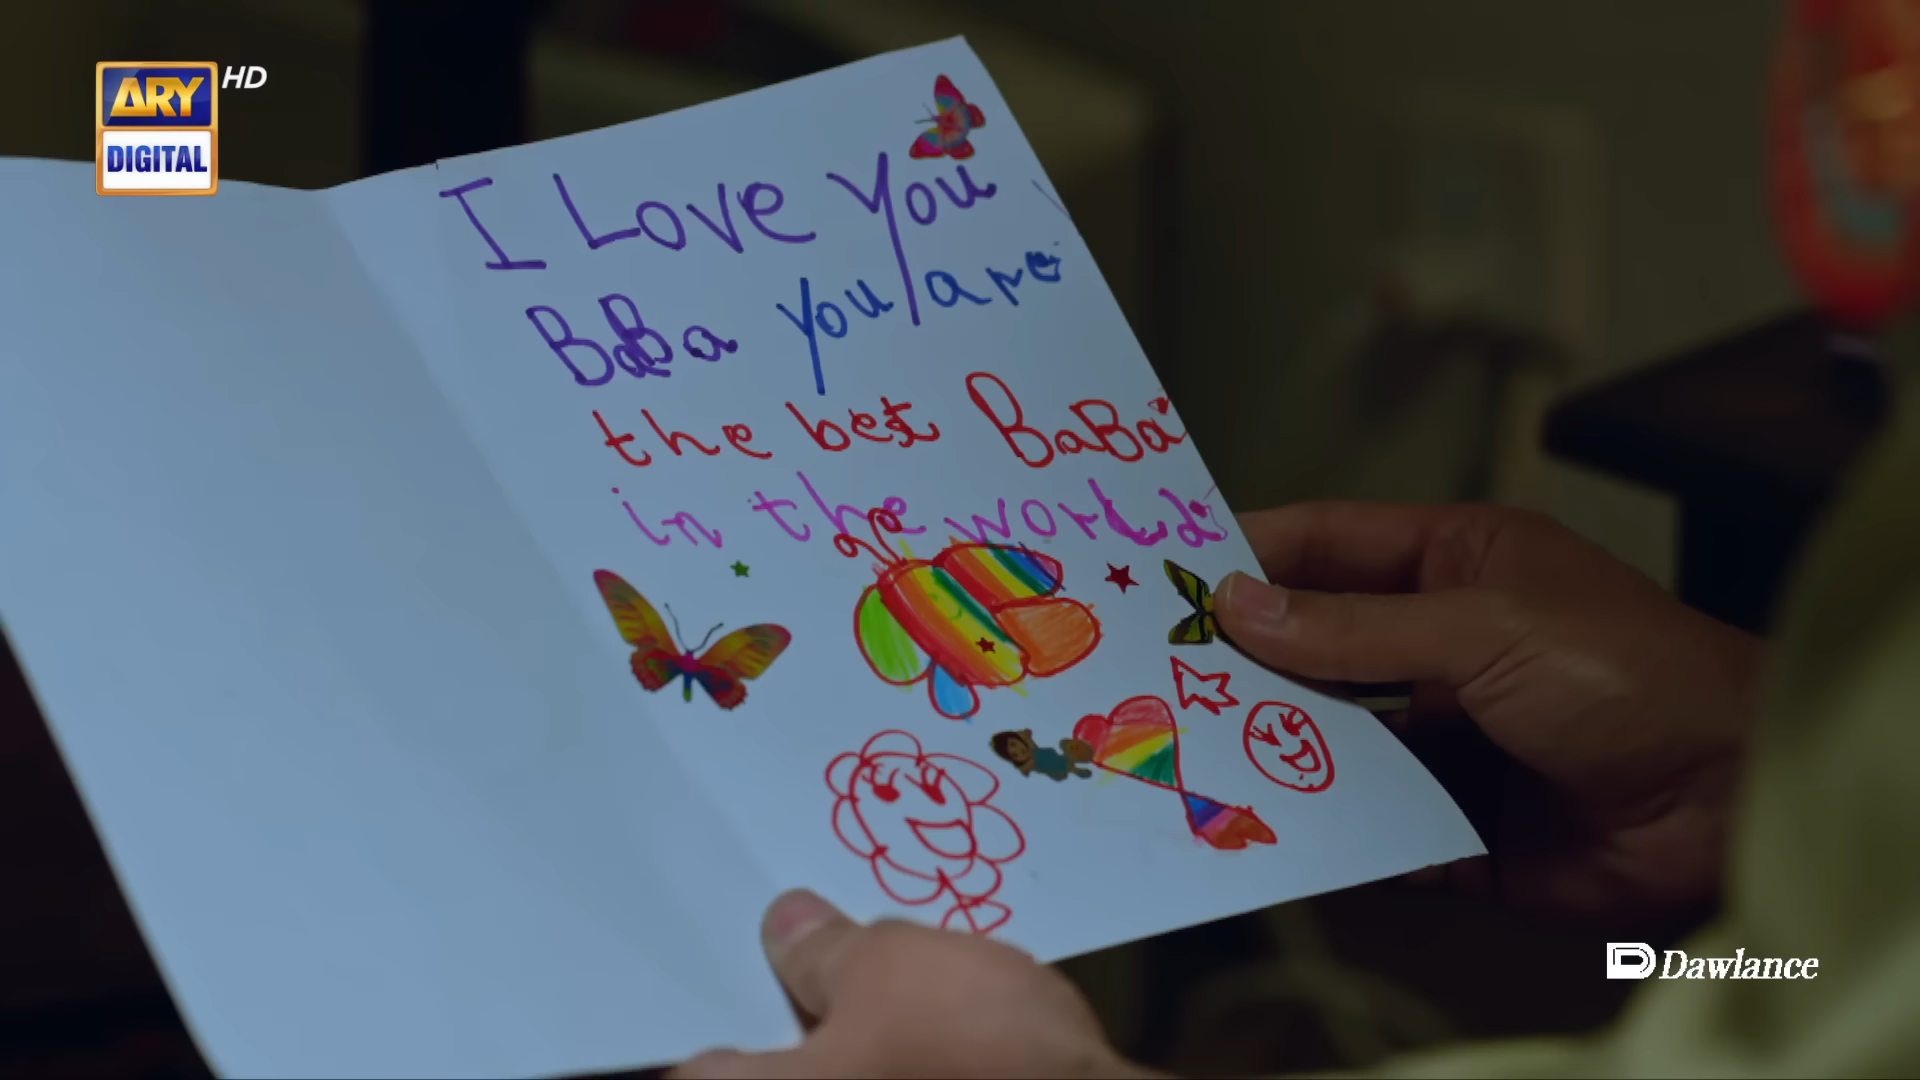 ARY HD
DIGITAL
I Love You
BaBa You are
the best BaBa
in the world
Dawlance